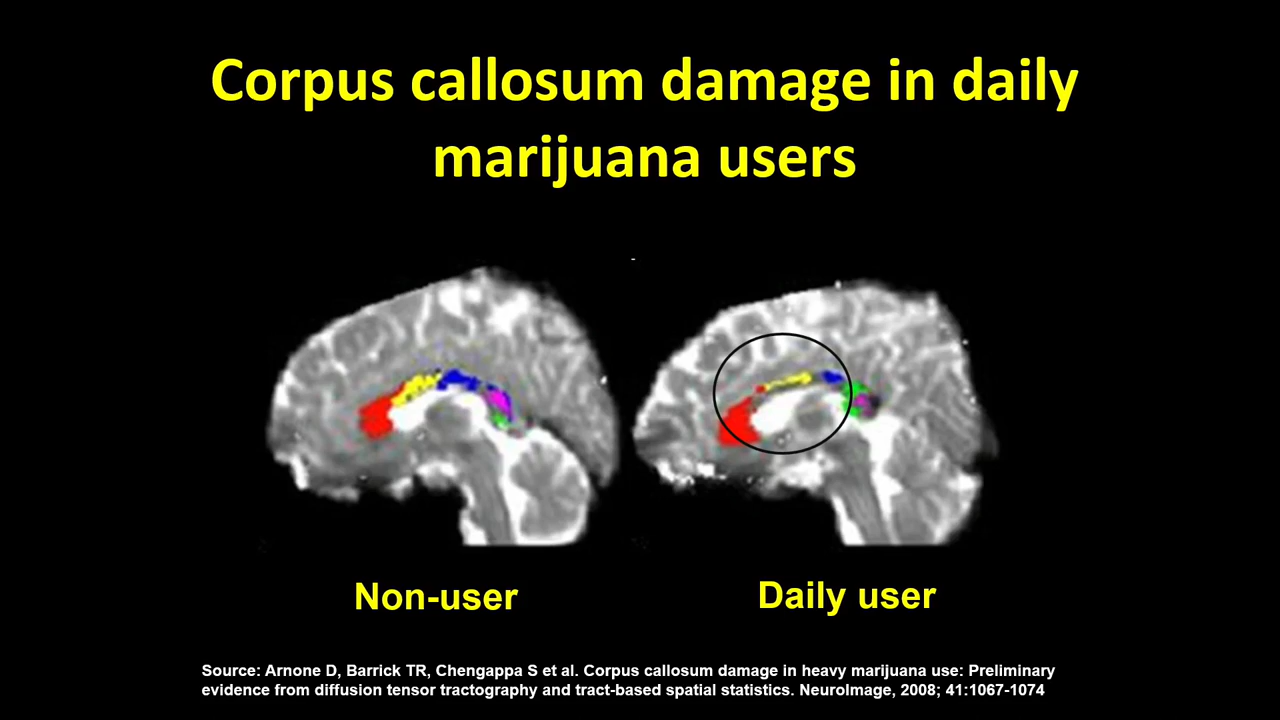 Corpus callosum damage in daily
marijuana users
Non-user
Daily user
Source: Arnone D, Barrick TR, Chengappa S et al. Corpus callosum damage in heavy marijuana use: Preliminary
evidence from diffusion tensor tractography and tract-based spatial statistics. NeuroImage, 2008; 41:1067-1074